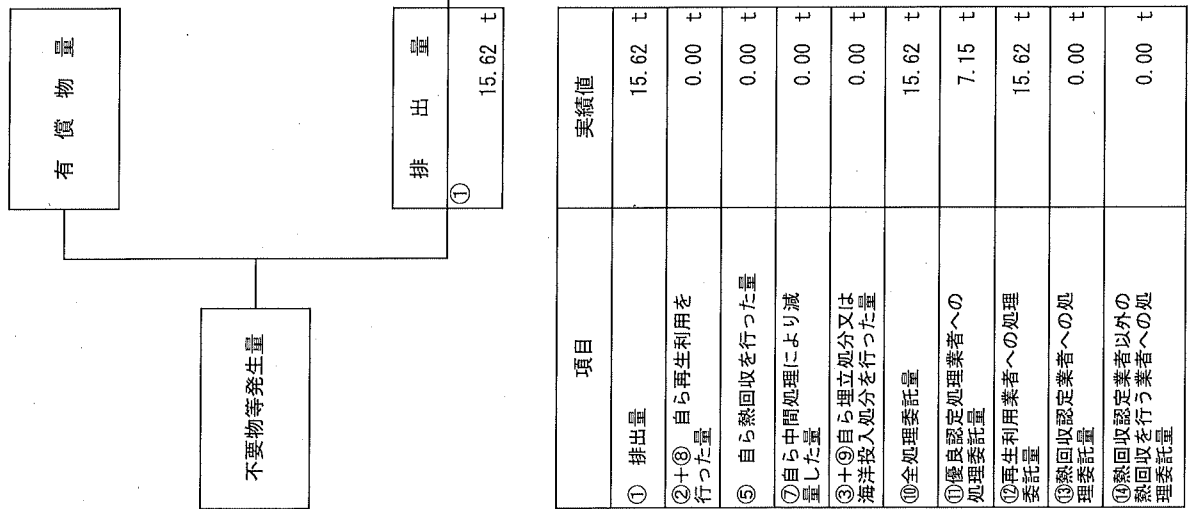 不要物等発生量
有償物量
排出量
① 15.62 t
項目 実績値
① 排出量 15.62 t
②+⑧ 自ら再生利用を
行った量 0.00 t
⑤ 自ら熱回収を行った量 0.00 t
⑦自ら中間処理により減
量した量 0.00 t
③+⑨自ら埋立処分又は
海洋投入処分を行った量 0.00 t
⑩全処理委託量 15.62 t
⑪優良認定処理業者への
処理委託量 7.15 t
⑫再生利用業者への処理
委託量 15.62 t
⑬熱回収認定業者への処
理委託量 0.00 t
⑭熱回収認定業者以外の
熱回収を行う業者への処
理委託量 0.00 t